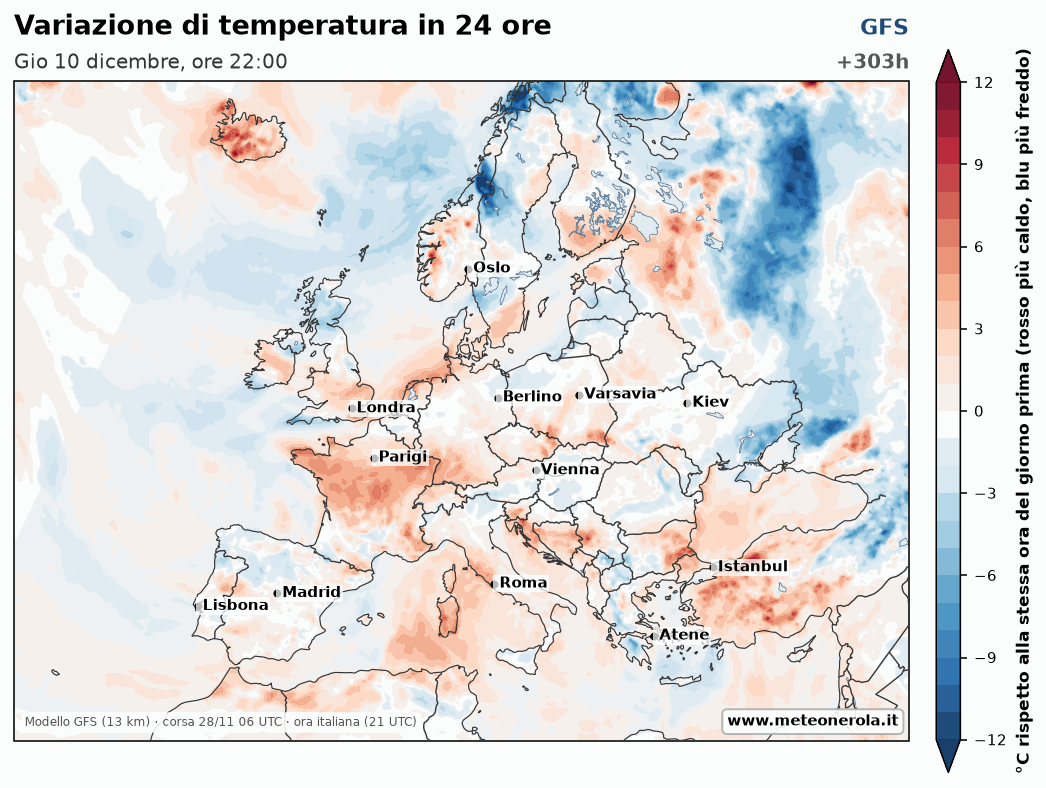 Variazione di temperatura in 24 ore
GFS
Gio 10 dicembre, ore 22:00
+303h
Oslo
Londra
Berlino
Varsavia
Kiev
Parigi
Vienna
Istanbul
Roma
Madrid
Lisbona
Atene
Modello GFS (13 km) · corsa 28/11 06 UTC · ora italiana (21 UTC)
www.meteonerola.it
12
9
6
3
0
−3
−6
−9
−12
°C rispetto alla stessa ora del giorno prima (rosso più caldo, blu più freddo)